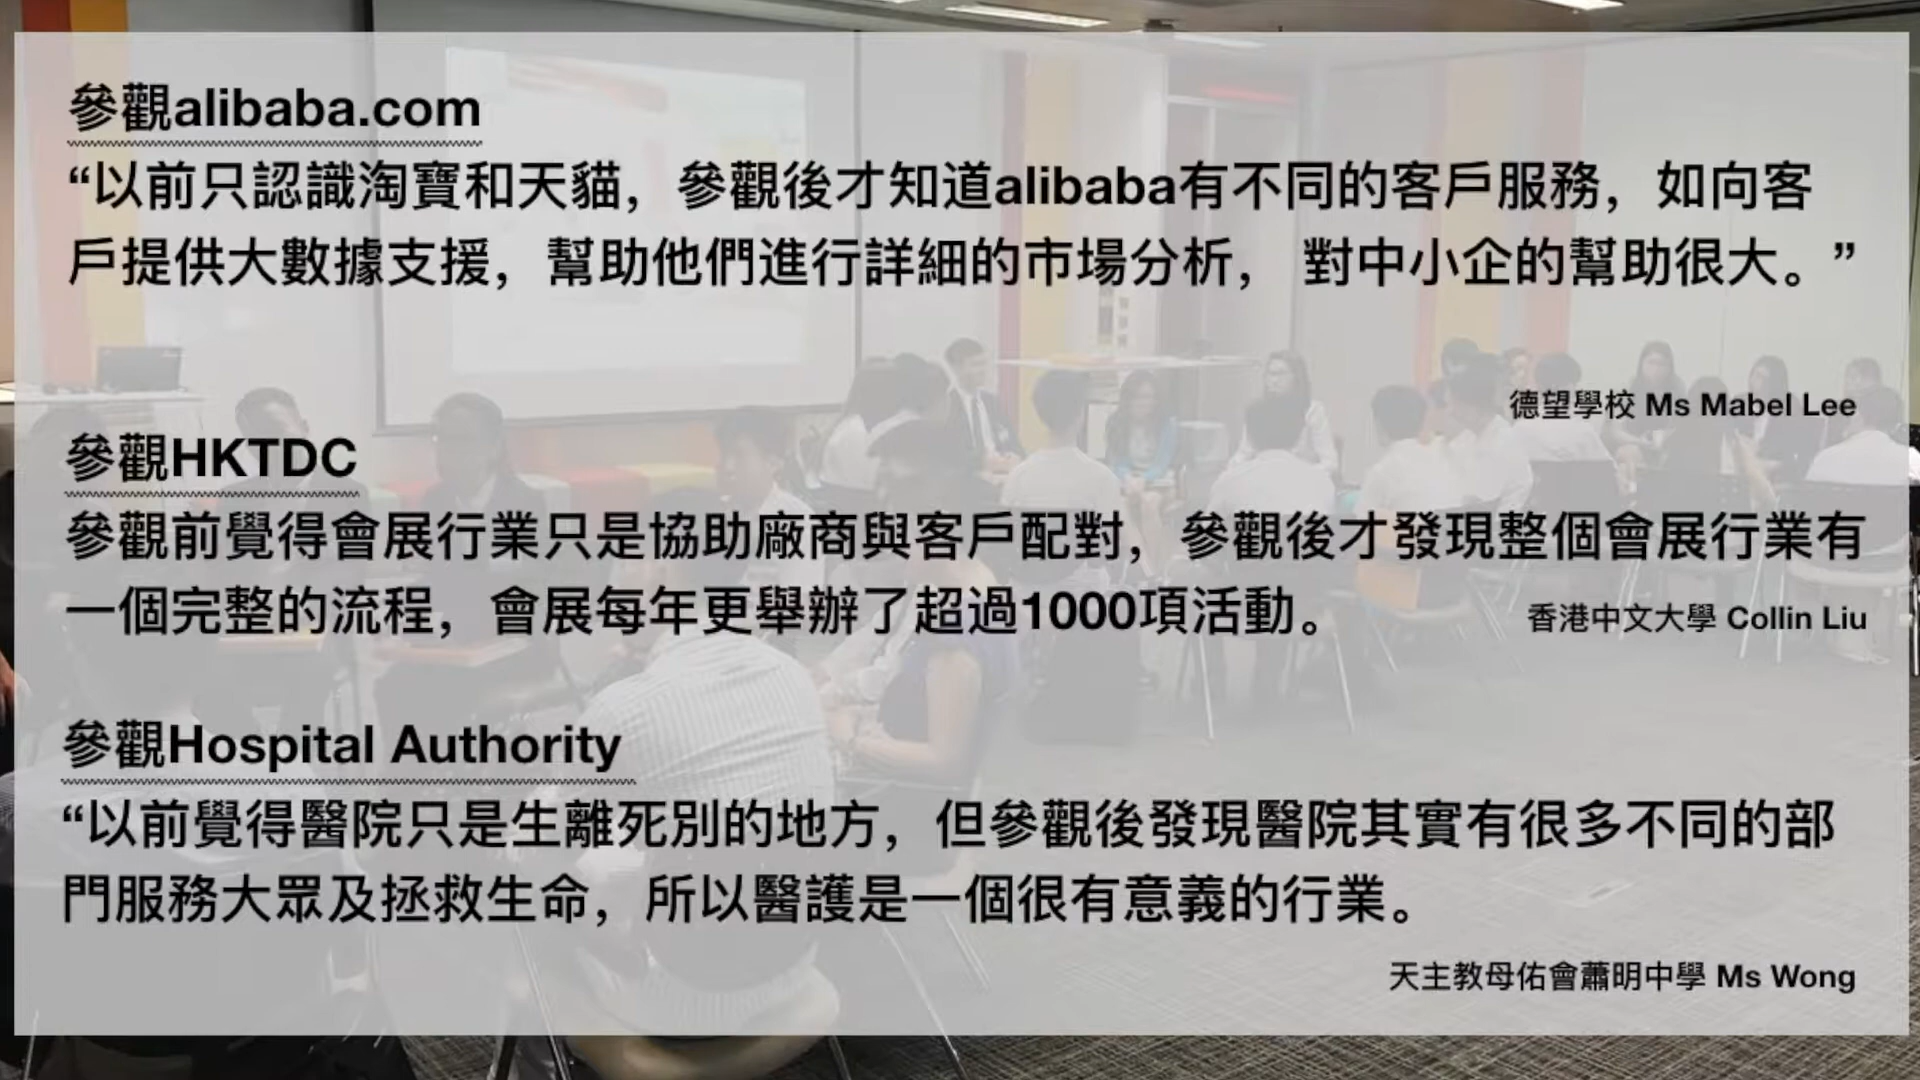 參觀alibaba.com
“以前只認識淘寶和天貓，參觀後才知道alibaba有不同的客戶服務，如向客
戶提供大數據支援，幫助他們進行詳細的市場分析， 對中小企的幫助很大。”
德望學校 Ms Mabel Lee
參觀HKTDC
參觀前覺得會展行業只是協助廠商與客戶配對，參觀後才發現整個會展行業有
一個完整的流程，會展每年更舉辦了超過1000項活動。
香港中文大學 Collin Liu
參觀Hospital Authority
“以前覺得醫院只是生離死別的地方，但參觀後發現醫院其實有很多不同的部
門服務大眾及拯救生命，所以醫護是一個很有意義的行業。
天主教母佑會蕭明中學 Ms Wong